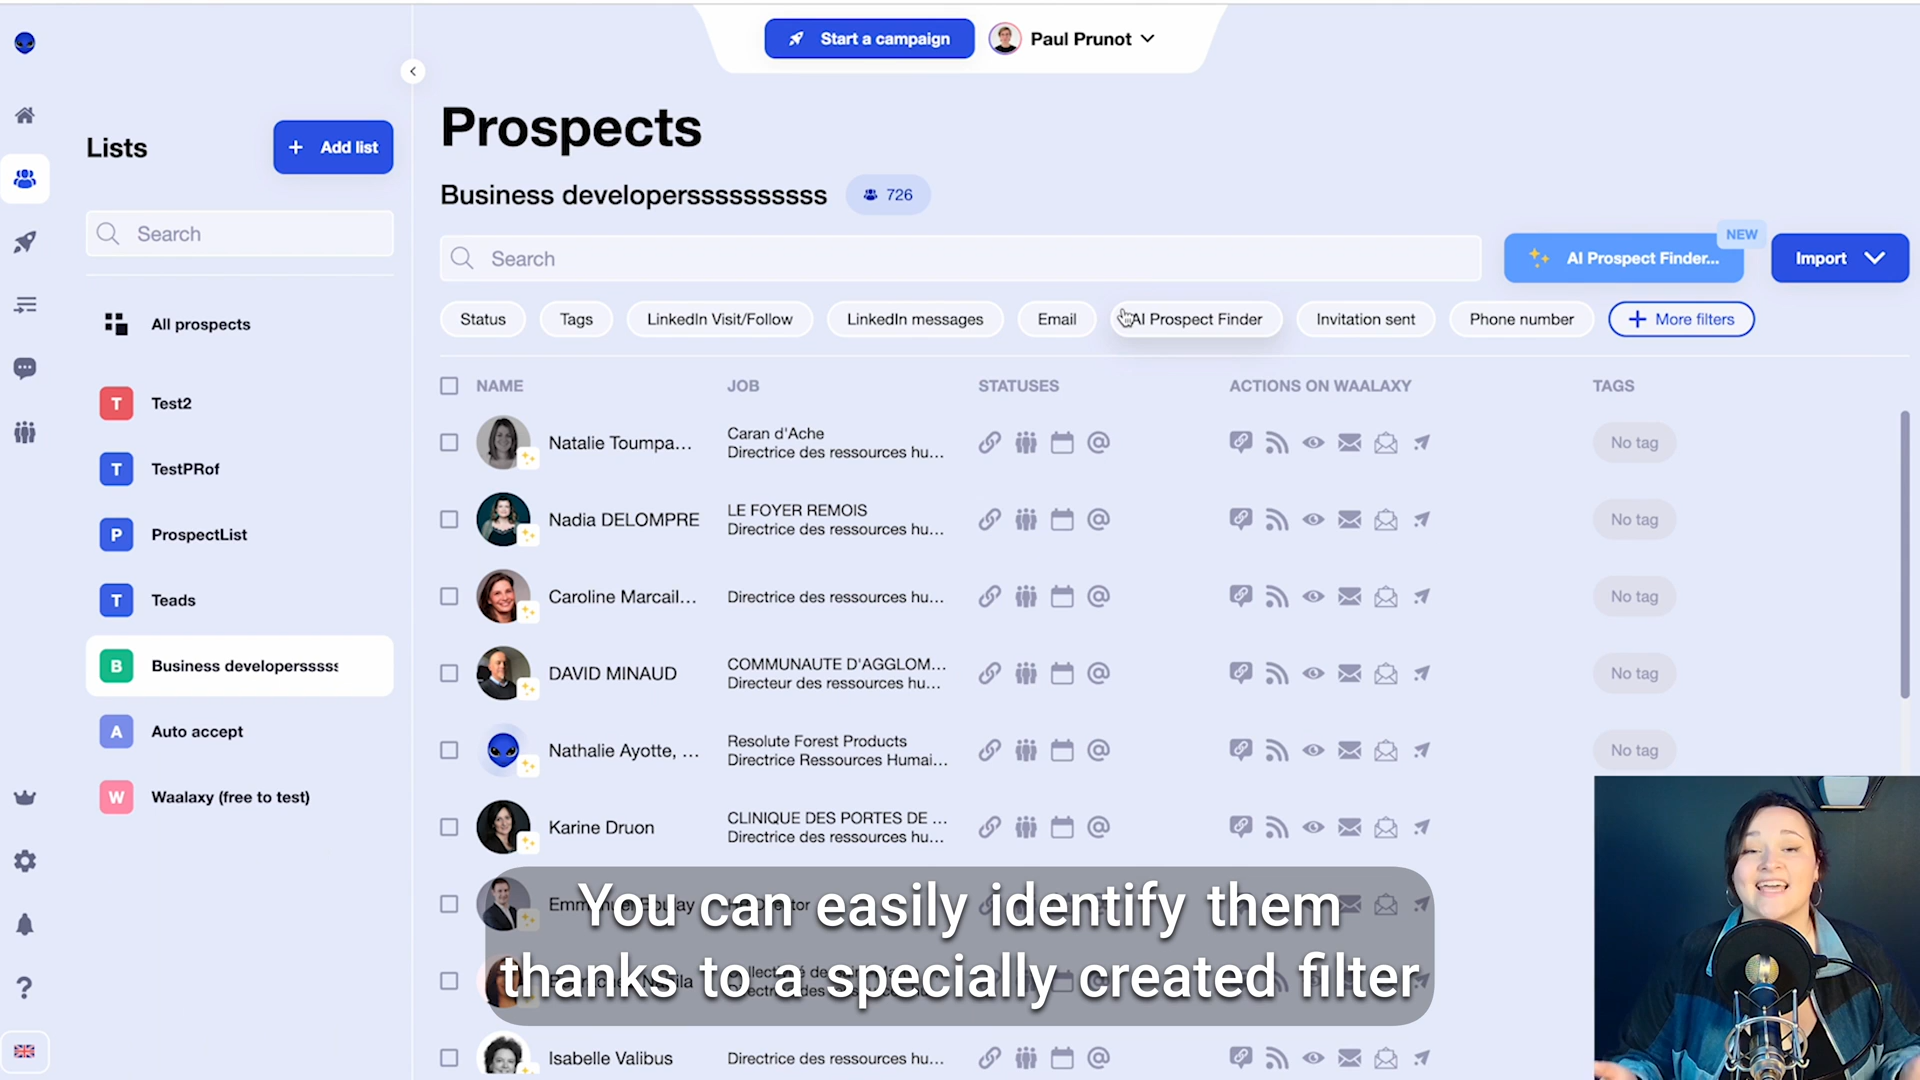 Start a campaign
Paul Prunot
Lists
+ Add list
Search
All prospects
T Test2
T TestPRof
P ProspectList
T Teads
B Business developersssss
A Auto accept
W Waalaxy (free to test)
?
Prospects
Business developerssssssssss
726
Search
AI Prospect Finder...
NEW
Import
Status
Tags
LinkedIn Visit/Follow
LinkedIn messages
Email
AI Prospect Finder
Invitation sent
Phone number
+ More filters
NAME JOB STATUSES ACTIONS ON WAALAXY TAGS
Natalie Toumpa...
Caran d'Ache
Directrice des ressources hu...
No tag
Nadia DELOMPRE
LE FOYER REMOIS
Directrice des ressources hu...
No tag
Caroline Marcail...
Directrice des ressources hu...
No tag
DAVID MINAUD
COMMUNAUTE D'AGGLOM...
Directeur des ressources hu...
No tag
Nathalie Ayotte, ...
Resolute Forest Products
Directrice Ressources Humai...
No tag
Karine Druon
CLINIQUE DES PORTES DE ...
Directrice des ressources hu...
You can easily identify them
thanks to a specially created filter
Isabelle Valibus
Directrice des ressources hu...